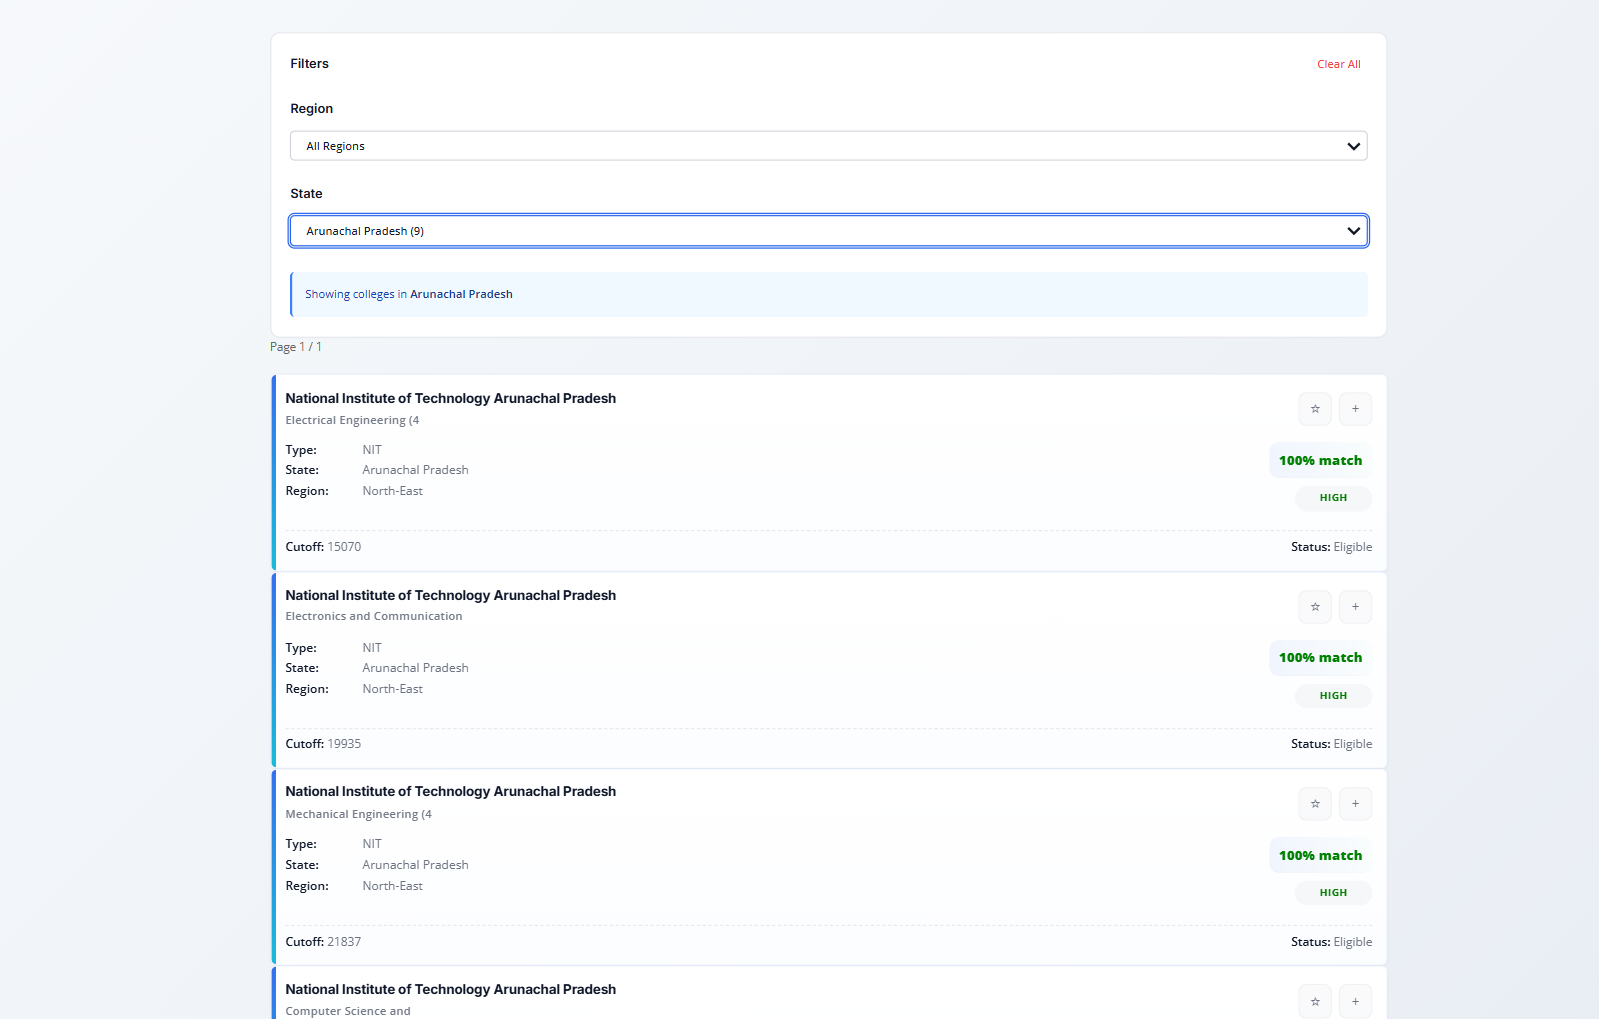 Filters
Clear All
Region
All Regions
State
Arunachal Pradesh (9)
Showing colleges in Arunachal Pradesh
Page 1 / 1
National Institute of Technology Arunachal Pradesh
Electrical Engineering (4
☆ +
Type: NIT
State: Arunachal Pradesh
Region: North-East
100% match
HIGH
Cutoff: 15070
Status: Eligible
National Institute of Technology Arunachal Pradesh
Electronics and Communication
☆ +
Type: NIT
State: Arunachal Pradesh
Region: North-East
100% match
HIGH
Cutoff: 19935
Status: Eligible
National Institute of Technology Arunachal Pradesh
Mechanical Engineering (4
☆ +
Type: NIT
State: Arunachal Pradesh
Region: North-East
100% match
HIGH
Cutoff: 21837
Status: Eligible
National Institute of Technology Arunachal Pradesh
Computer Science and
☆ +